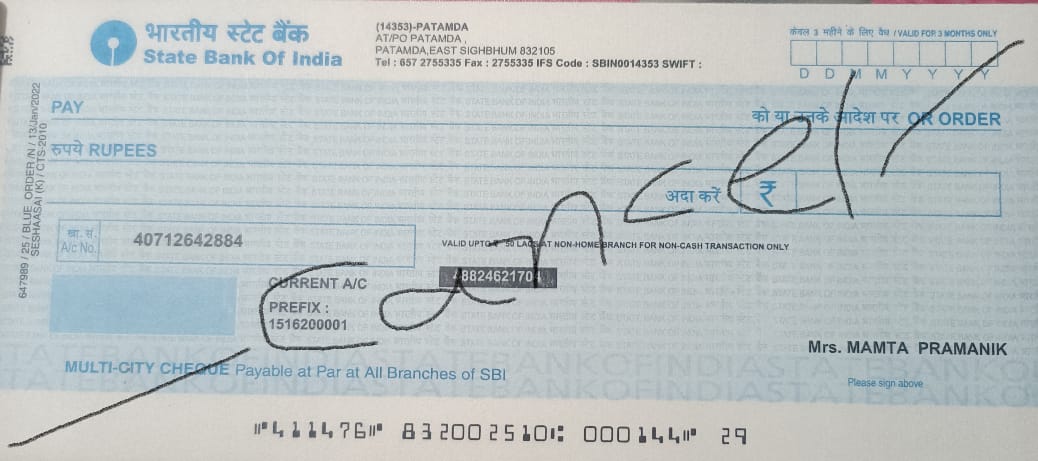 भारतीय स्टेट बैंक
State Bank Of India
(14353)-PATAMDA
AT/PO PATAMDA,
PATAMDA,EAST SIGHBHUM 832105
Tel : 657 2755335 Fax : 2755335 IFS Code : SBIN0014353 SWIFT :
केवल 3 महीने के लिए वैध / VALID FOR 3 MONTHS ONLY
D D M M Y Y Y Y
PAY
को या उनके आदेश पर OR ORDER
रुपये RUPEES
अदा करें ₹
cancel
खा. सं.
A/c No.
40712642884
VALID UPTO ₹ 50 LACS AT NON-HOME BRANCH FOR NON-CASH TRANSACTION ONLY
8824621704
CURRENT A/C
PREFIX :
1516200001
Mrs. MAMTA PRAMANIK
Please sign above
MULTI-CITY CHEQUE Payable at Par at All Branches of SBI
⑈411476⑈ 832002510⑆ 000144⑈ 29
647989 / 25 / BLUE ORDER /N / 13/Jan/2022
SESHAASAI (K) / CTS-2010